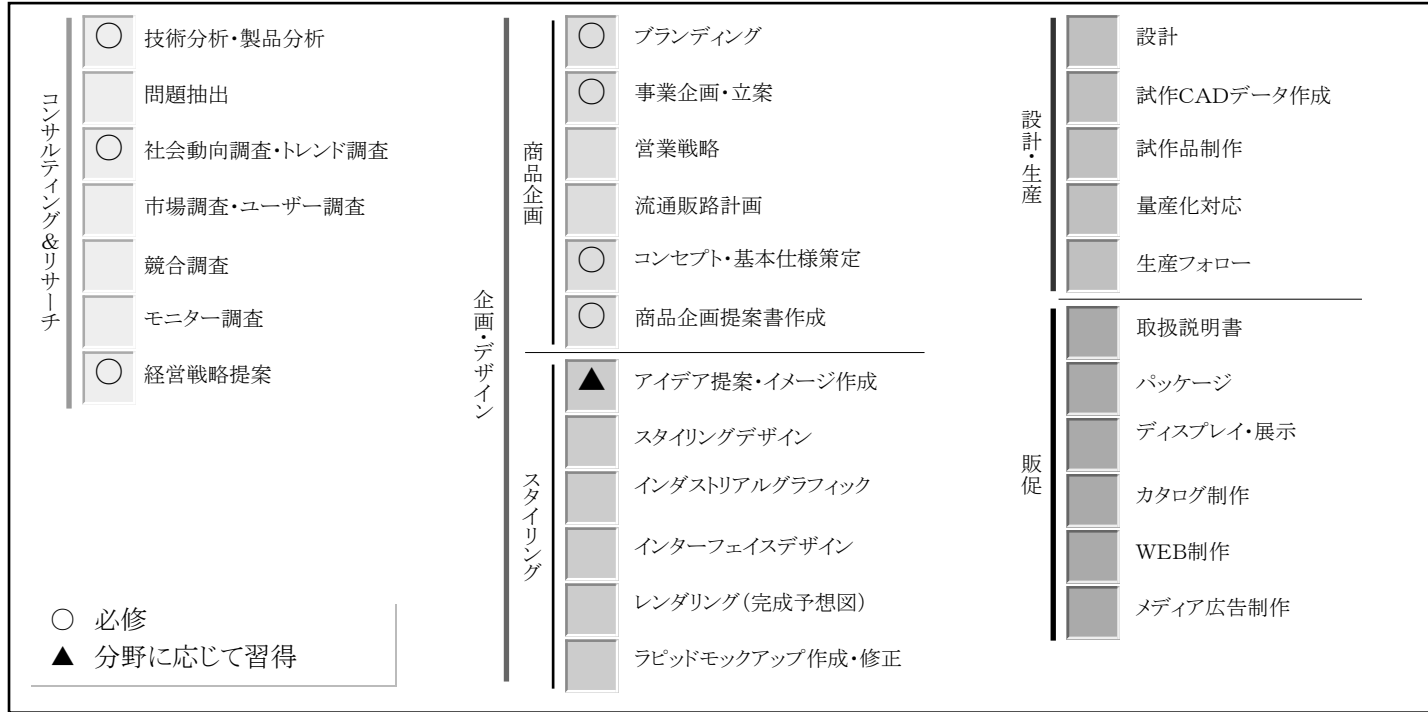 コンサルティング&リサーチ
○ 技術分析・製品分析
問題抽出
○ 社会動向調査・トレンド調査
市場調査・ユーザー調査
競合調査
モニター調査
○ 経営戦略提案
企画・デザイン
商品企画
○ ブランディング
○ 事業企画・立案
営業戦略
流通販路計画
○ コンセプト・基本仕様策定
○ 商品企画提案書作成
スタイリング
▲ アイデア提案・イメージ作成
スタイリングデザイン
インダストリアルグラフィック
インターフェイスデザイン
レンダリング(完成予想図)
ラピッドモックアップ作成・修正
設計・生産
設計
試作CADデータ作成
試作品制作
量産化対応
生産フォロー
販促
取扱説明書
パッケージ
ディスプレイ・展示
カタログ制作
WEB制作
メディア広告制作
○ 必修
▲ 分野に応じて習得